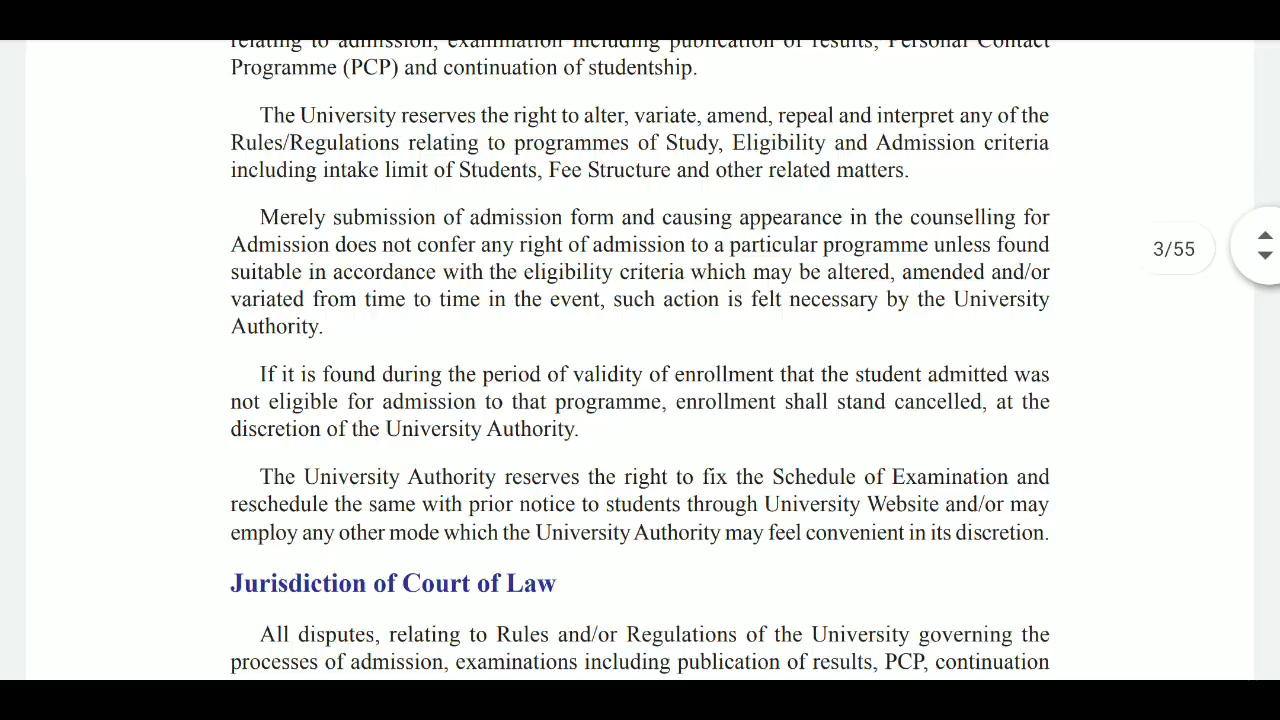 relating to admission, examination including publication of results, Personal Contact
Programme (PCP) and continuation of studentship.
The University reserves the right to alter, variate, amend, repeal and interpret any of the
Rules/Regulations relating to programmes of Study, Eligibility and Admission criteria
including intake limit of Students, Fee Structure and other related matters.
Merely submission of admission form and causing appearance in the counselling for
Admission does not confer any right of admission to a particular programme unless found
suitable in accordance with the eligibility criteria which may be altered, amended and/or
variated from time to time in the event, such action is felt necessary by the University
Authority.
If it is found during the period of validity of enrollment that the student admitted was
not eligible for admission to that programme, enrollment shall stand cancelled, at the
discretion of the University Authority.
The University Authority reserves the right to fix the Schedule of Examination and
reschedule the same with prior notice to students through University Website and/or may
employ any other mode which the University Authority may feel convenient in its discretion.
Jurisdiction of Court of Law
All disputes, relating to Rules and/or Regulations of the University governing the
processes of admission, examinations including publication of results, PCP, continuation
3/55